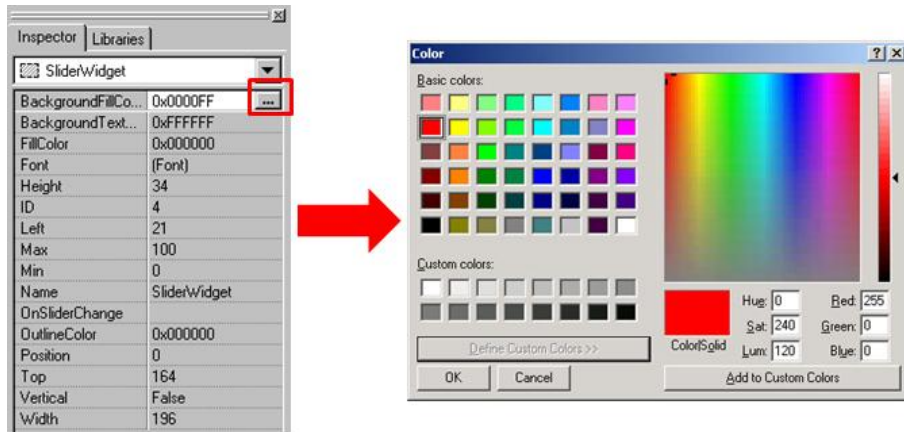 Inspector Libraries
SliderWidget
BackgroundFillCo... 0x0000FF ...
BackgroundText... 0xFFFFFF
FillColor 0x000000
Font (Font)
Height 34
ID 4
Left 21
Max 100
Min 0
Name SliderWidget
OnSliderChange
OutlineColor 0x000000
Position 0
Top 164
Vertical False
Width 196
Color
Basic colors:
Custom colors:
Define Custom Colors >>
OK Cancel
Color|Solid
Hue: 0 Red: 255
Sat: 240 Green: 0
Lum: 120 Blue: 0
Add to Custom Colors